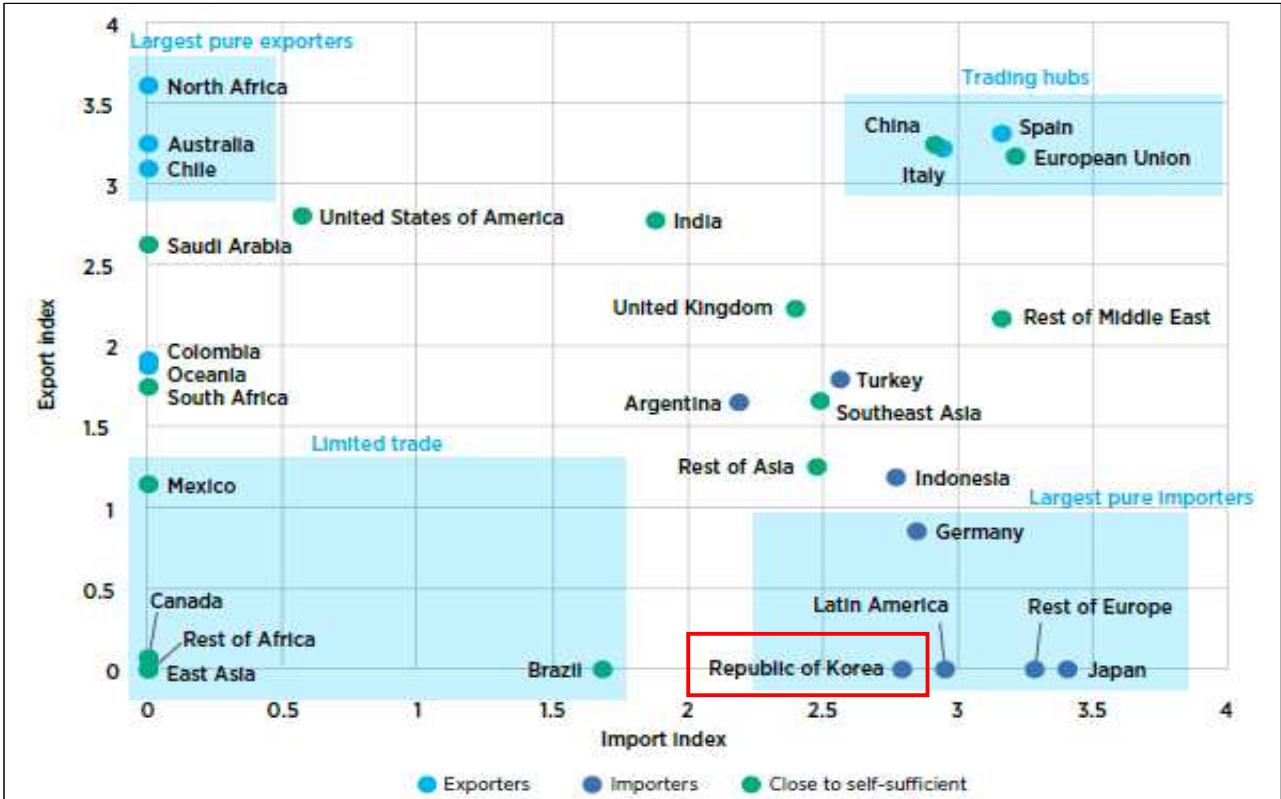 4
Largest pure exporters
North Africa
3.5
Australia
Chile
3
Trading hubs
China
Spain
European Union
Italy
United States of America
India
Saudi Arabia
2.5
United Kingdom
Rest of Middle East
2
Colombia
Oceania
South Africa
Turkey
Argentina
Southeast Asia
1.5
Limited trade
Rest of Asia
Indonesia
Mexico
1
Largest pure importers
Germany
0.5
Canada
Rest of Africa
East Asia
Latin America
Rest of Europe
0
Brazil
Republic of Korea
Japan
0 0.5 1 1.5 2 2.5 3 3.5 4
Export index
Import index
Exporters Importers Close to self-sufficient